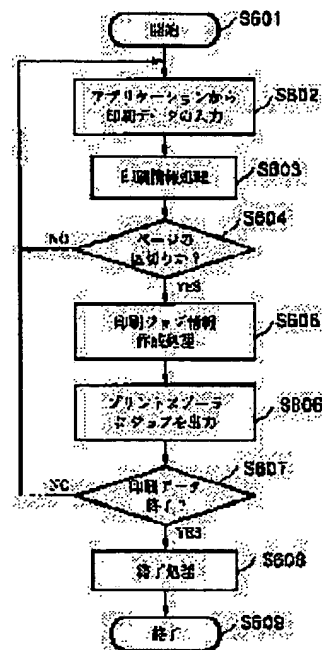 開始
S601
アプリケーションから
印刷データの入力
S602
印刷情報処理
S603
ページの
区切りか?
S604
NO
YES
印刷ジョブ情報
作成処理
S605
プリントスプーラ
にジョブを出力
S606
印刷データ
終了?
S607
NO
YES
終了処理
S608
終了
S609